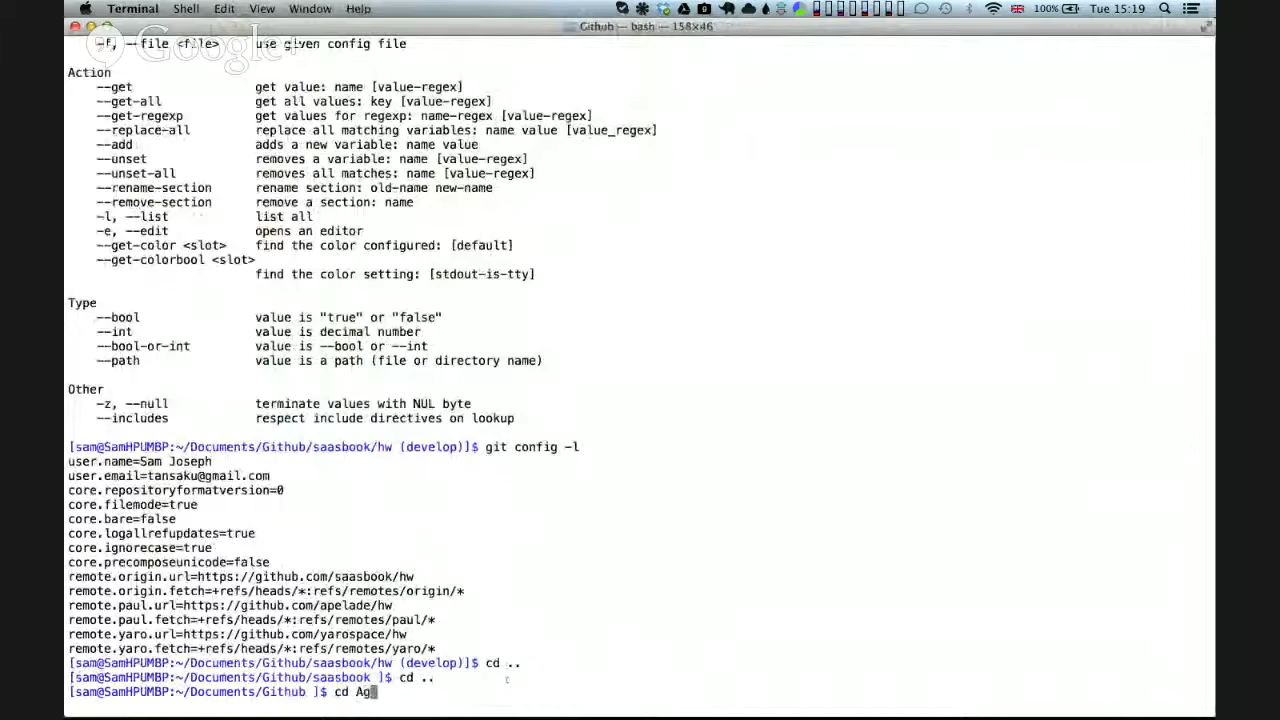 Terminal Shell Edit View Window Help 100% Tue 15:19
Github — bash — 158×46
Google+
-f, --file <file> use given config file
Action
--get get value: name [value-regex]
--get-all get all values: key [value-regex]
--get-regexp get values for regexp: name-regex [value-regex]
--replace-all replace all matching variables: name value [value_regex]
--add adds a new variable: name value
--unset removes a variable: name [value-regex]
--unset-all removes all matches: name [value-regex]
--rename-section rename section: old-name new-name
--remove-section remove a section: name
-l, --list list all
-e, --edit opens an editor
--get-color <slot> find the color configured: [default]
--get-colorbool <slot>
find the color setting: [stdout-is-tty]
Type
--bool value is "true" or "false"
--int value is decimal number
--bool-or-int value is --bool or --int
--path value is a path (file or directory name)
Other
-z, --null terminate values with NUL byte
--includes respect include directives on lookup
[sam@SamHPUMBP:~/Documents/Github/saasbook/hw (develop)]$ git config -l
user.name=Sam Joseph
user.email=tansaku@gmail.com
core.repositoryformatversion=0
core.filemode=true
core.bare=false
core.logallrefupdates=true
core.ignorecase=true
core.precomposeunicode=false
remote.origin.url=https://github.com/saasbook/hw
remote.origin.fetch=+refs/heads/*:refs/remotes/origin/*
remote.paul.url=https://github.com/apelade/hw
remote.paul.fetch=+refs/heads/*:refs/remotes/paul/*
remote.yaro.url=https://github.com/yarospace/hw
remote.yaro.fetch=+refs/heads/*:refs/remotes/yaro/*
[sam@SamHPUMBP:~/Documents/Github/saasbook/hw (develop)]$ cd ..
[sam@SamHPUMBP:~/Documents/Github/saasbook ]$ cd ..
[sam@SamHPUMBP:~/Documents/Github ]$ cd Ag